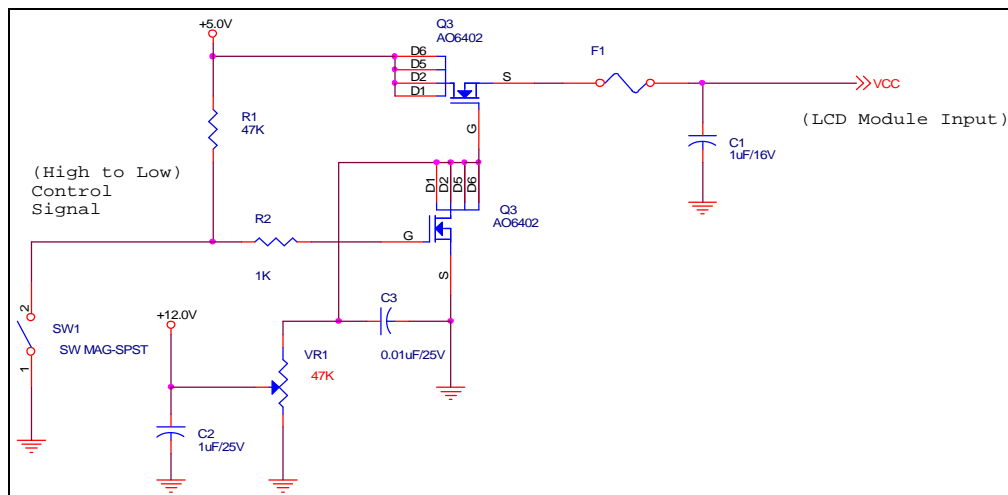 +5.0V
Q3
AO6402
D6
D5
D2
D1
S
G
F1
VCC
(LCD Module Input)
C1
1uF/16V
R1
47K
(High to Low)
Control
Signal
D1
D2
D5
D6
Q3
AO6402
R2
1K
G
S
+12.0V
C3
0.01uF/25V
2
1
SW1
SW MAG-SPST
VR1
47K
C2
1uF/25V